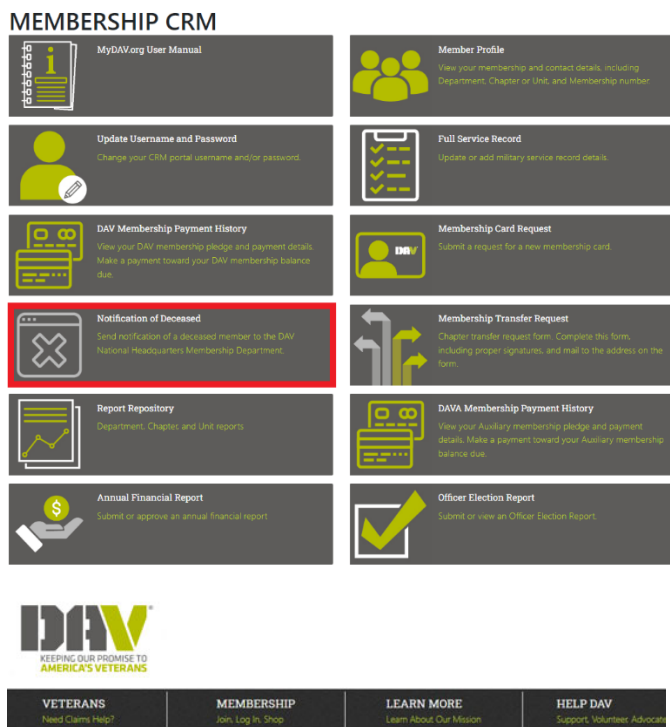 MEMBERSHIP CRM
MyDAV.org User Manual
Member Profile
View your membership and contact details, including
Department, Chapter or Unit, and Membership number.
Update Username and Password
Change your CRM portal username and/or password.
Full Service Record
Update or add military service record details.
DAV Membership Payment History
View your DAV membership pledge and payment details.
Make a payment toward your DAV membership balance
due.
Membership Card Request
Submit a request for a new membership card.
DAV
Notification of Deceased
Send notification of a deceased member to the DAV
National Headquarters Membership Department.
Membership Transfer Request
Chapter transfer request form. Complete this form,
including proper signatures, and mail to the address on the
form.
Report Repository
Department, Chapter, and Unit reports
DAVA Membership Payment History
View your Auxiliary membership pledge and payment
details. Make a payment toward your Auxiliary membership
balance due.
Annual Financial Report
Submit or approve an annual financial report
$
Officer Election Report
Submit or view an Officer Election Report.
DAV
KEEPING OUR PROMISE TO
AMERICA'S VETERANS
VETERANS
Need Claims Help?
MEMBERSHIP
Join, Log In, Shop
LEARN MORE
Learn About Our Mission
HELP DAV
Support, Volunteer, Advocate